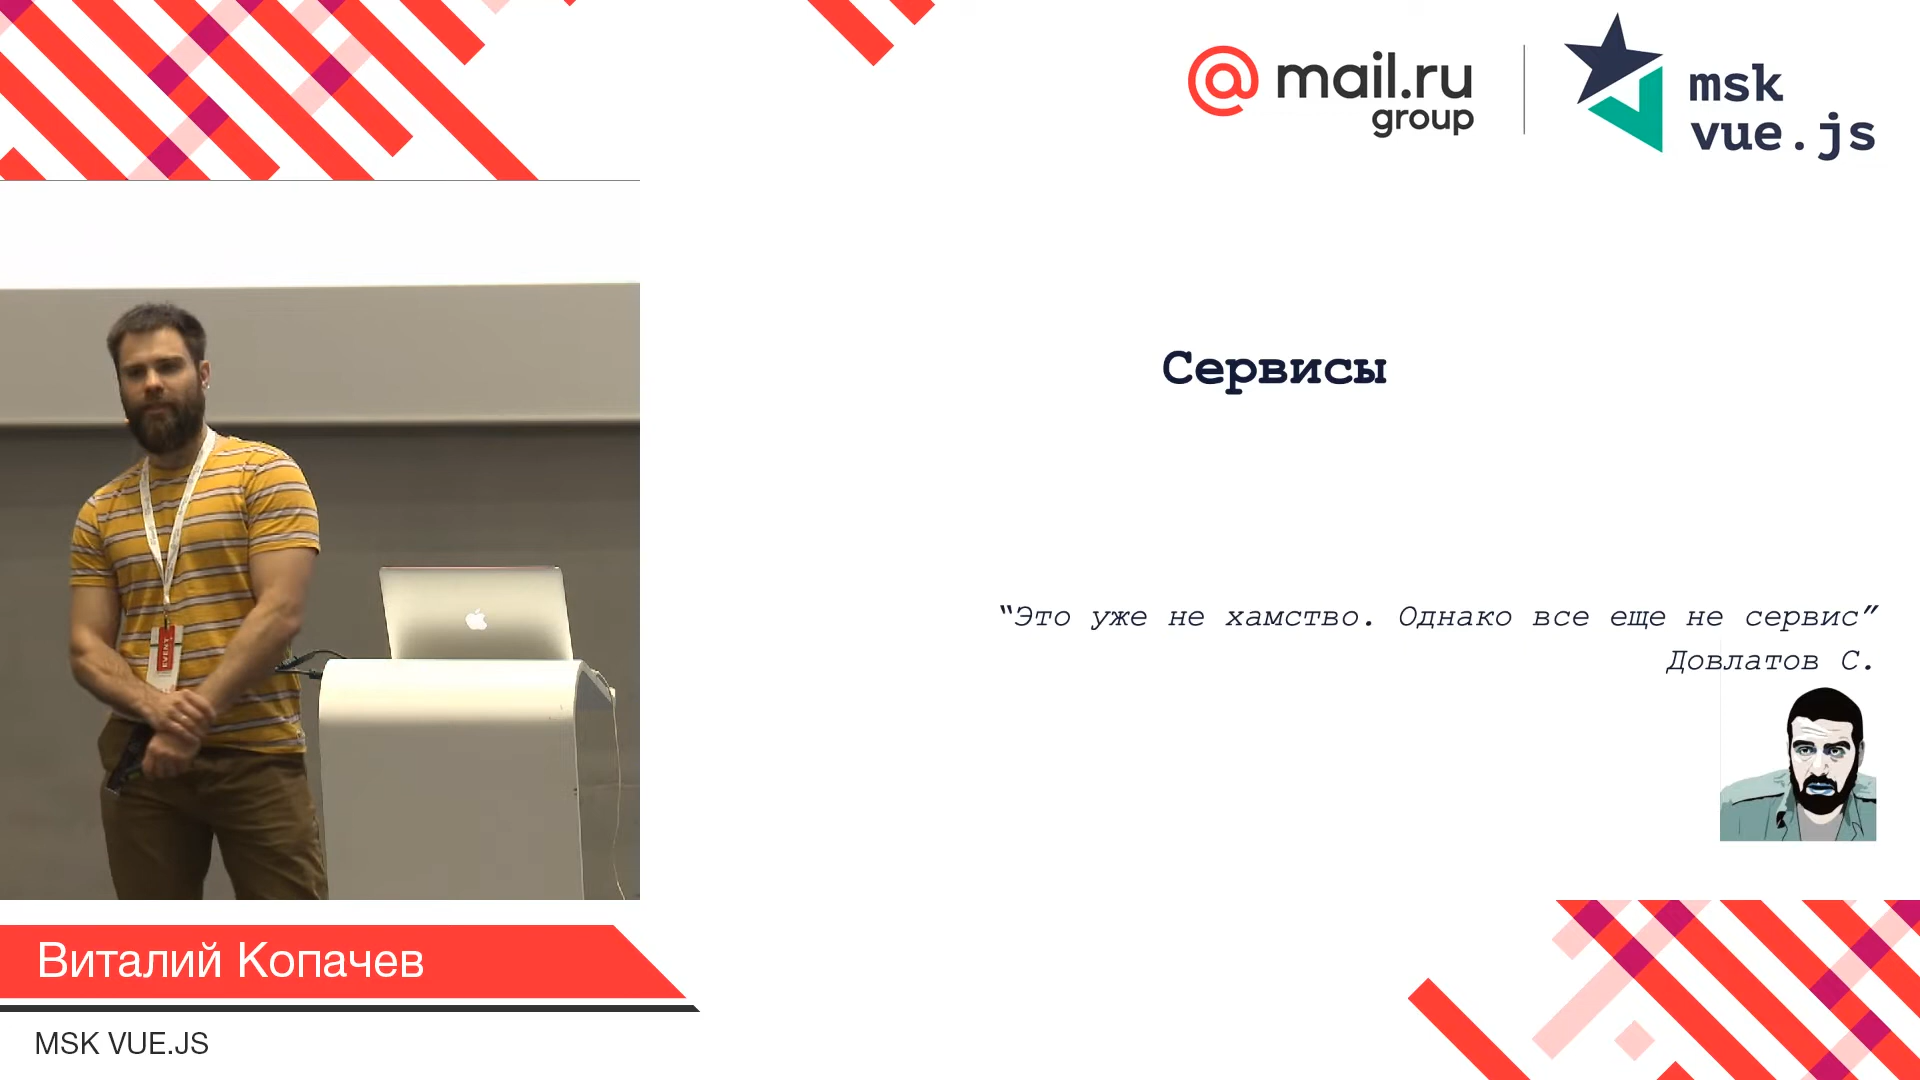 @mail.ru
group
msk
vue.js
Сервисы
“Это уже не хамство. Однако все еще не сервис”
Довлатов С.
EVENT
Виталий Копачев
MSK VUE.JS